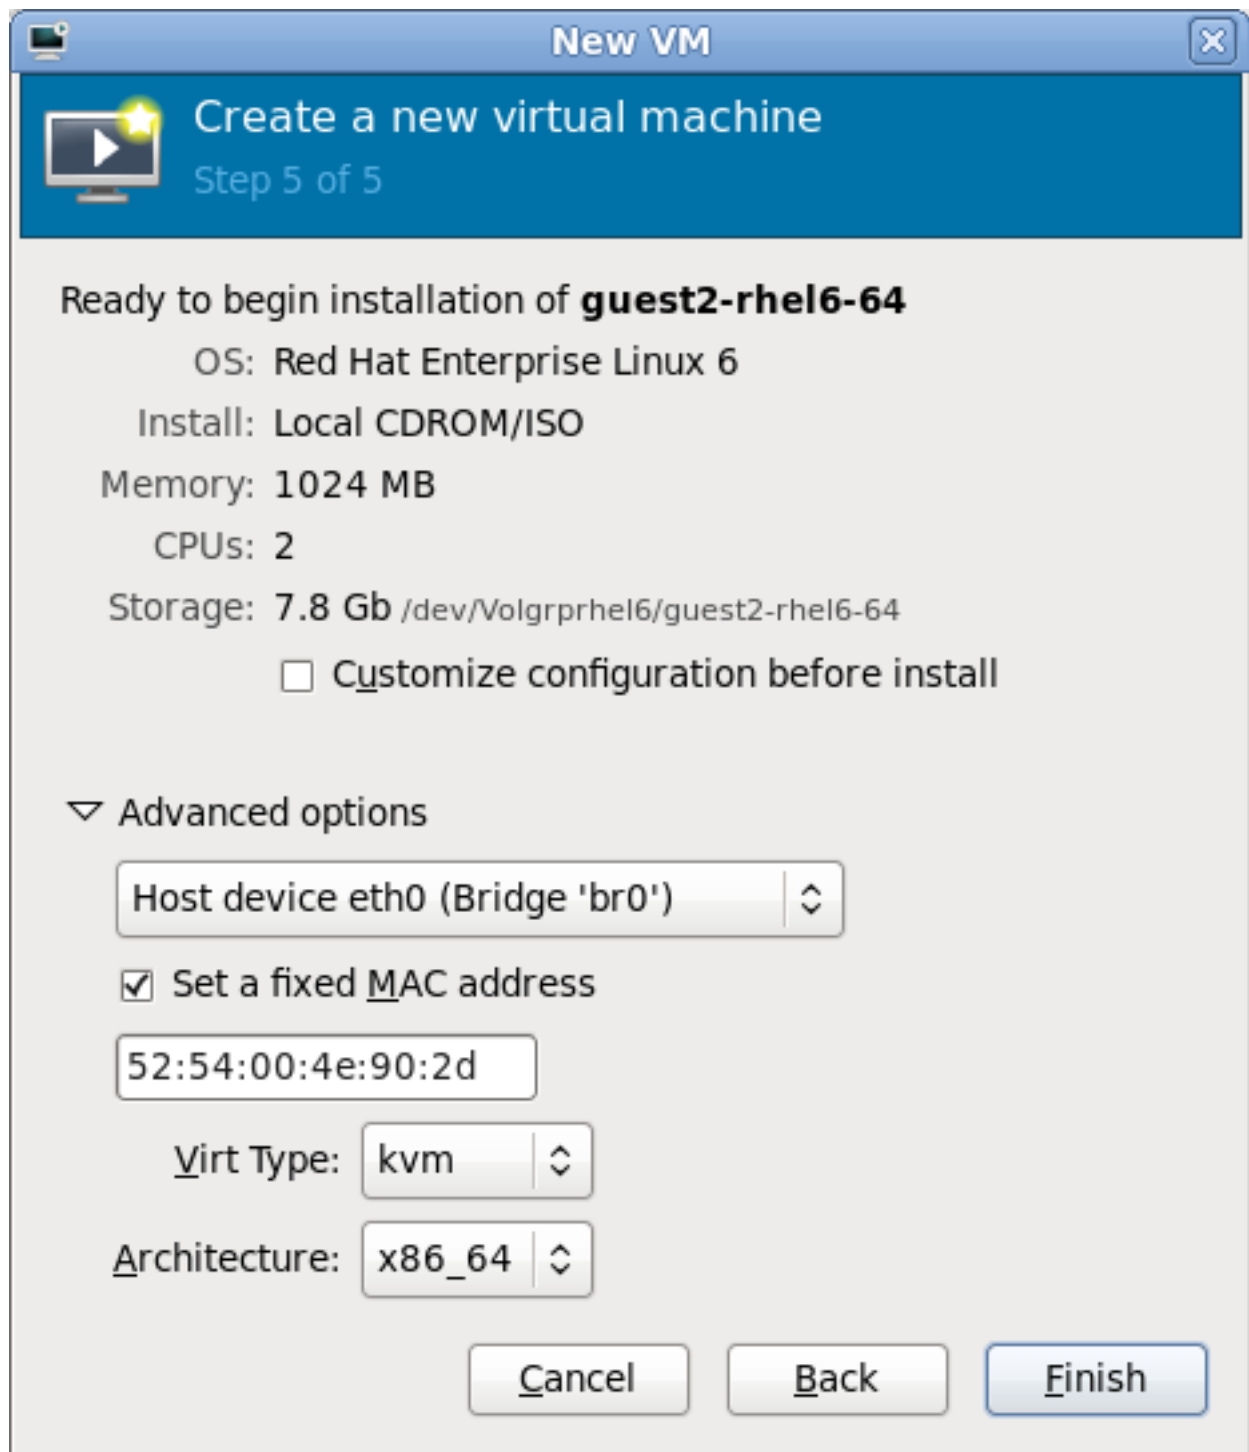 New VM
Create a new virtual machine
Step 5 of 5
Ready to begin installation of guest2-rhel6-64
OS: Red Hat Enterprise Linux 6
Install: Local CDROM/ISO
Memory: 1024 MB
CPUs: 2
Storage: 7.8 Gb /dev/Volgrprhel6/guest2-rhel6-64
Customize configuration before install
Advanced options
Host device eth0 (Bridge 'br0')
Set a fixed MAC address
52:54:00:4e:90:2d
Virt Type: kvm
Architecture: x86_64
Cancel Back Finish